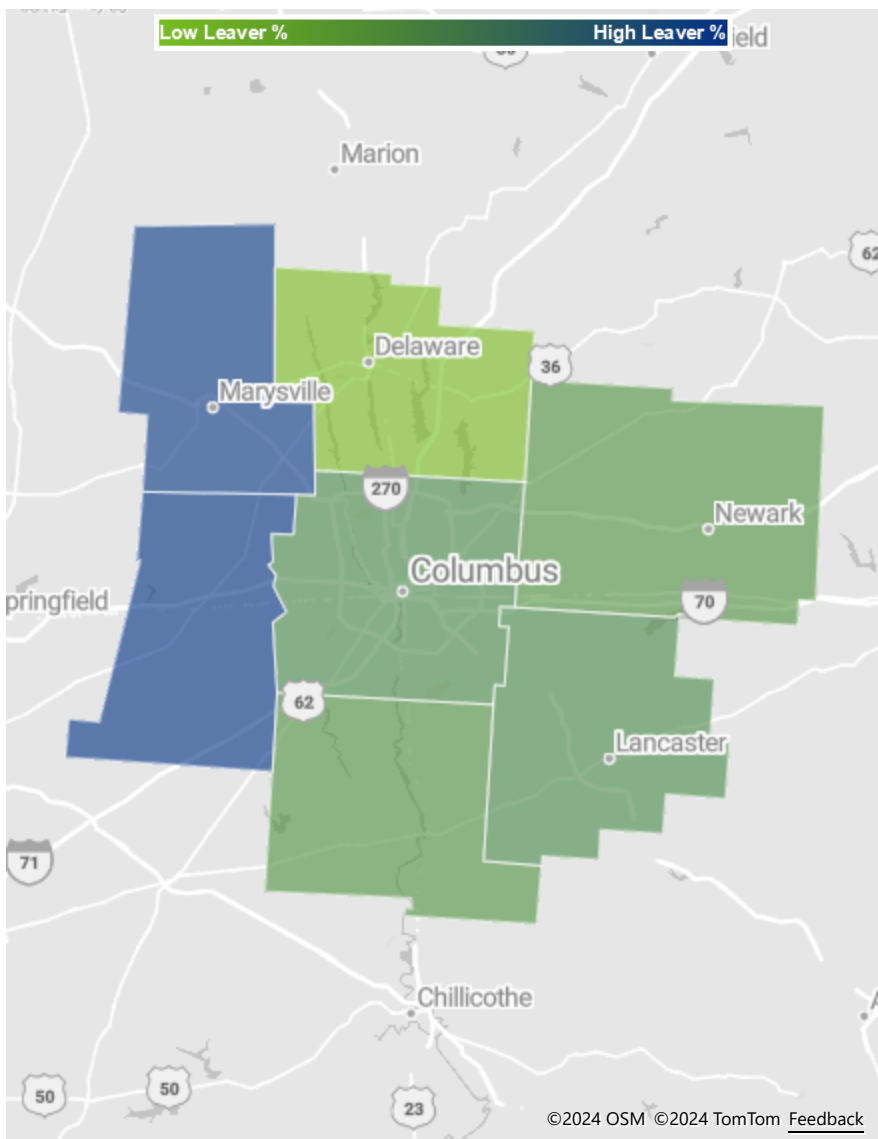 Low Leaver %
High Leaver %
ield
Marion
62
Delaware
36
Marysville
270
Newark
Columbus
pringfield
70
62
Lancaster
71
Chillicothe
A
50
50
23
©2024 OSM ©2024 TomTom Feedback